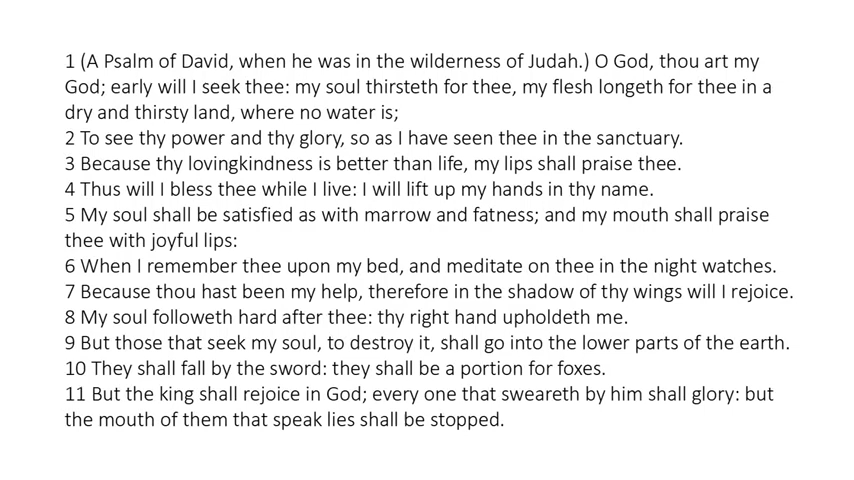 1 (A Psalm of David, when he was in the wilderness of Judah.) O God, thou art my
God; early will I seek thee: my soul thirsteth for thee, my flesh longeth for thee in a
dry and thirsty land, where no water is;
2 To see thy power and thy glory, so as I have seen thee in the sanctuary.
3 Because thy lovingkindness is better than life, my lips shall praise thee.
4 Thus will I bless thee while I live: I will lift up my hands in thy name.
5 My soul shall be satisfied as with marrow and fatness; and my mouth shall praise
thee with joyful lips:
6 When I remember thee upon my bed, and meditate on thee in the night watches.
7 Because thou hast been my help, therefore in the shadow of thy wings will I rejoice.
8 My soul followeth hard after thee: thy right hand upholdeth me.
9 But those that seek my soul, to destroy it, shall go into the lower parts of the earth.
10 They shall fall by the sword: they shall be a portion for foxes.
11 But the king shall rejoice in God; every one that sweareth by him shall glory: but
the mouth of them that speak lies shall be stopped.